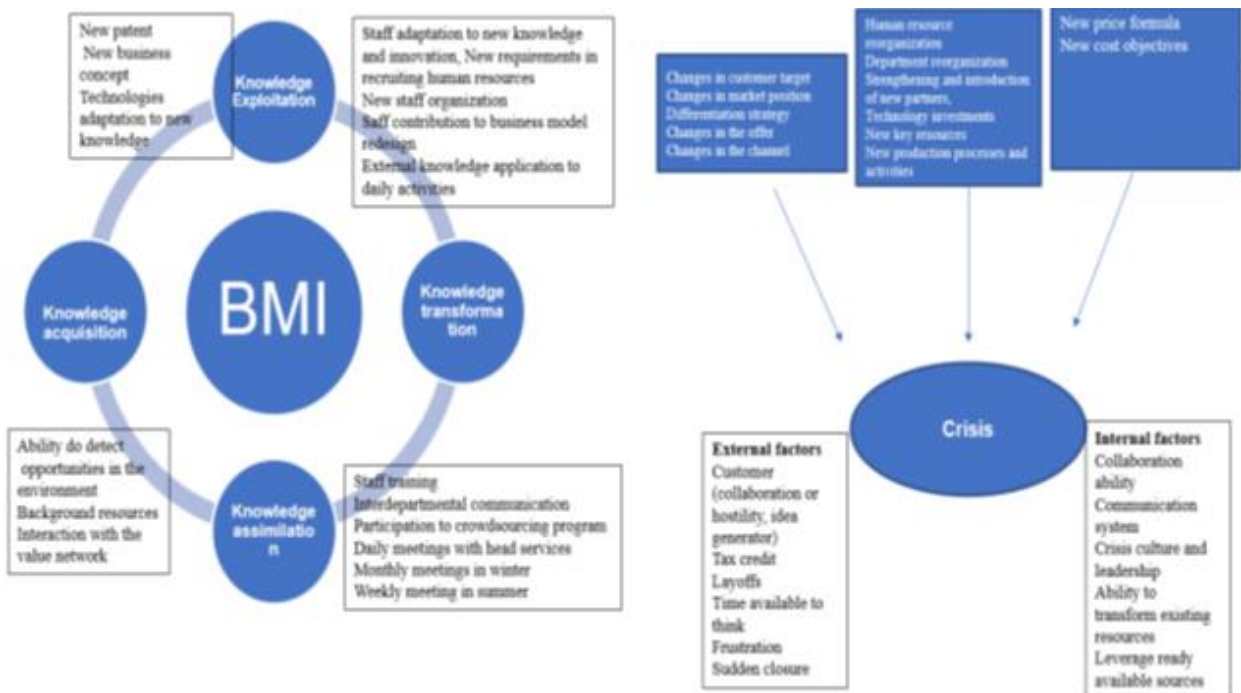 New patent
New business
concept
Technologies
adaptation to new
knowledge
Knowledge
Exploitation
Staff adaptation to new knowledge
and innovation, New requirements in
recruiting human resources
New staff organization
Saff contribution to business model
redesign
External knowledge application to
daily activities
Knowledge
acquisition
BMI
Knowledge
transforma
tion
Ability do detect
opportunities in the
environment
Background resources
Interaction with the
value network
Knowledge
assimilatio
n
Staff training
Interdepartmental communication
Participation to crowdsourcing program
Daily meetings with head services
Monthly meetings in winter
Weekly meeting in summer
Changes in customer target
Changes in market position
Differentiation strategy
Changes in the offer
Changes in the channel
Human resource
reorganization
Department reorganization
Strengthening and introduction
of new partners,
Technology investments
New key resources
New production processes and
activities
New price formula
New cost objectives
Crisis
External factors
Customer
(collaboration or
hostility, idea
generator)
Tax credit
Layoffs
Time available to
think
Frustration
Sudden closure
Internal factors
Collaboration
ability
Communication
system
Crisis culture and
leadership
Ability to
transform existing
resources
Leverage ready
available sources